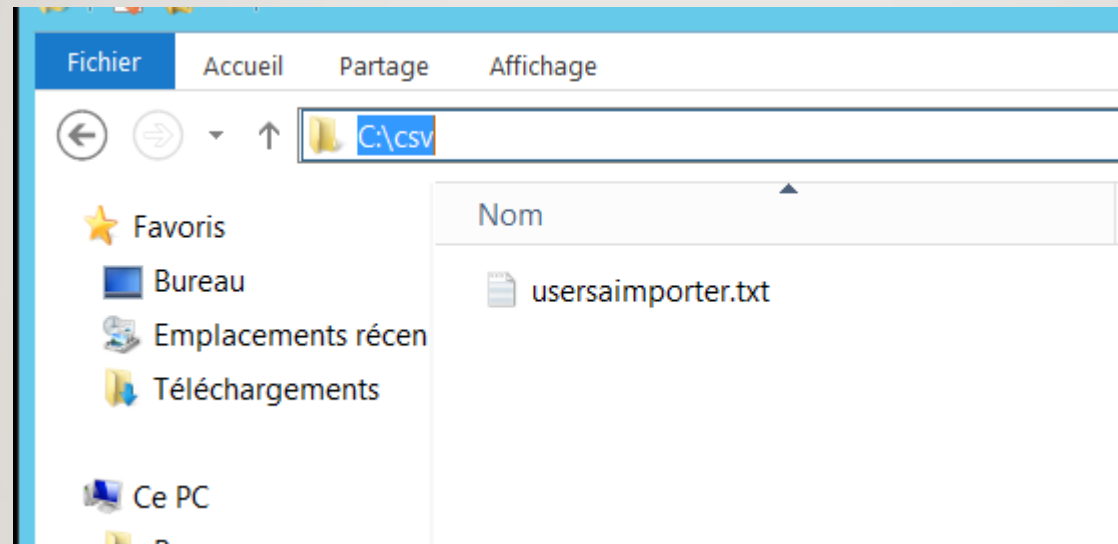 Fichier Accueil Partage Affichage
C:\csv
Favoris
Bureau
Emplacements récen
Téléchargements
Ce PC
Nom
usersaimporter.txt